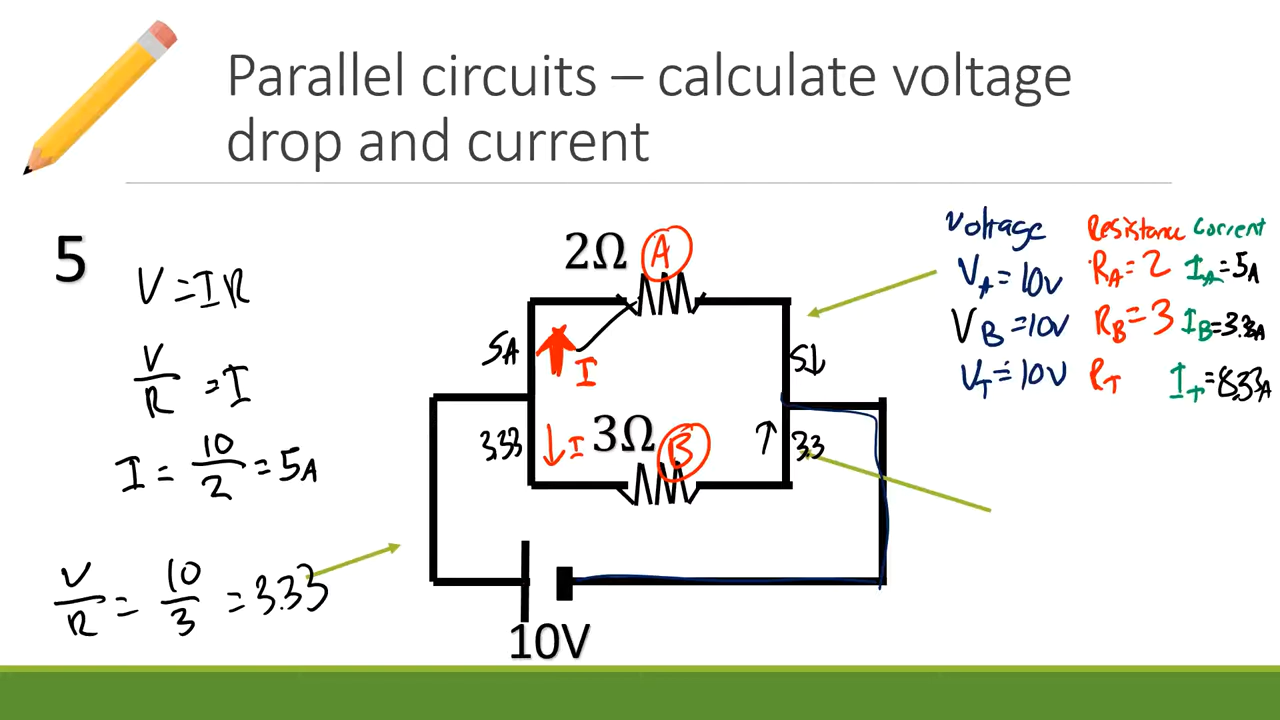 Parallel circuits – calculate voltage
drop and current
5
V = IR
V/R = I
I = 10/2 = 5A
V/R = 10/3 = 3.33
2Ω A
5A
I
5↓
3.33
I
3Ω B
3.3
10V
Voltage Resistance Current
VA = 10V RA = 2 IA = 5A
VB = 10V RB = 3 IB = 3.33A
VT = 10V RT IT = 8.33A